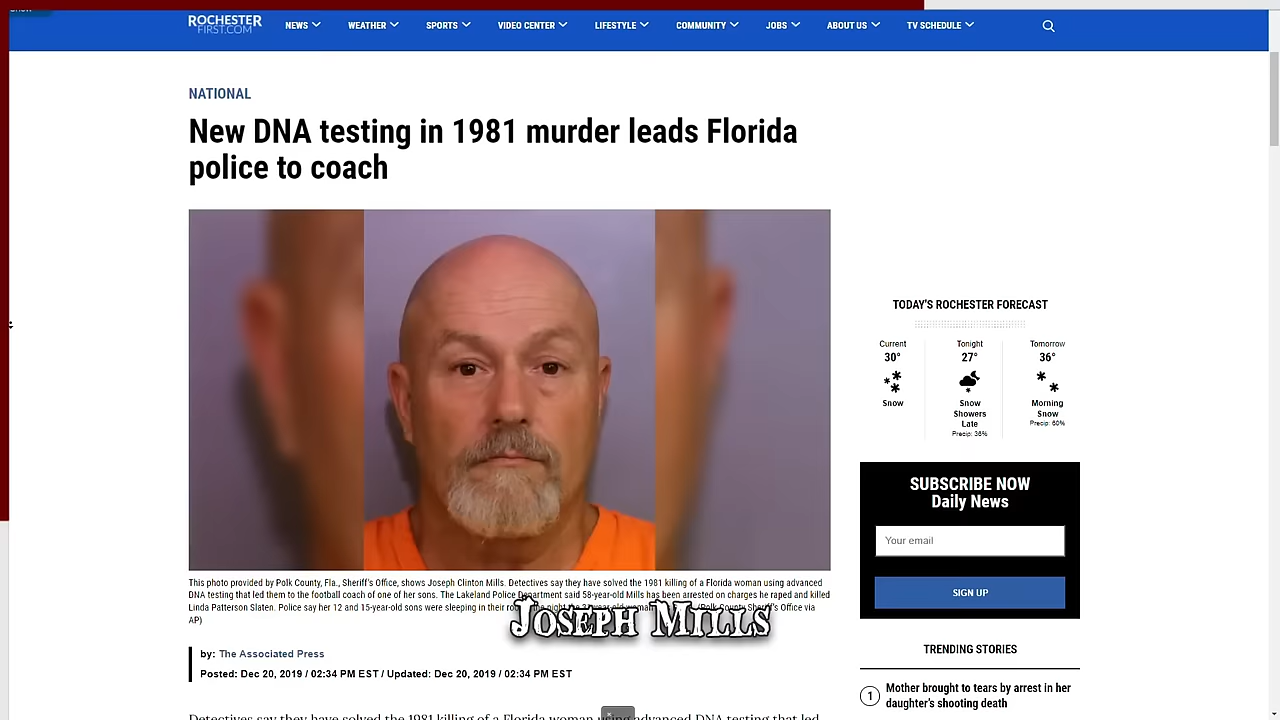 ROCHESTER
FIRST.COM
NEWS WEATHER SPORTS VIDEO CENTER LIFESTYLE COMMUNITY JOBS ABOUT US TV SCHEDULE
NATIONAL
New DNA testing in 1981 murder leads Florida
police to coach
This photo provided by Polk County, Fla., Sheriff's Office, shows Joseph Clinton Mills. Detectives say they have solved the 1981 killing of a Florida woman using advanced
DNA testing that led them to the football coach of one of her sons. The Lakeland Police Department said 58-year-old Mills has been arrested on charges he raped and killed
Linda Patterson Slaten. Police say her 12 and 15-year-old sons were sleeping in their night the 31-year-old woman (Polk County Sheriff's Office via
AP)
JOSEPH MILLS
by: The Associated Press
Posted: Dec 20, 2019 / 02:34 PM EST / Updated: Dec 20, 2019 / 02:34 PM EST
Detectives say they have solved the 1981 killing of a Florida woman using advanced DNA testing that led
TODAY'S ROCHESTER FORECAST
Current Tonight Tomorrow
30° 27° 36°
Snow Snow Showers Late Morning Snow
Precip: 36% Precip: 60%
SUBSCRIBE NOW
Daily News
Your email
SIGN UP
TRENDING STORIES
1 Mother brought to tears by arrest in her
daughter's shooting death